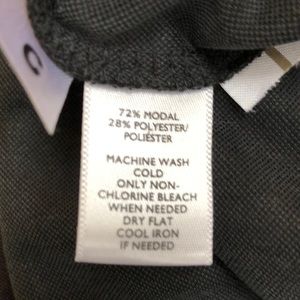 C
72% MODAL
28% POLYESTER/
POLIÉSTER
MACHINE WASH
COLD
ONLY NON-
CHLORINE BLEACH
WHEN NEEDED
DRY FLAT
COOL IRON
IF NEEDED